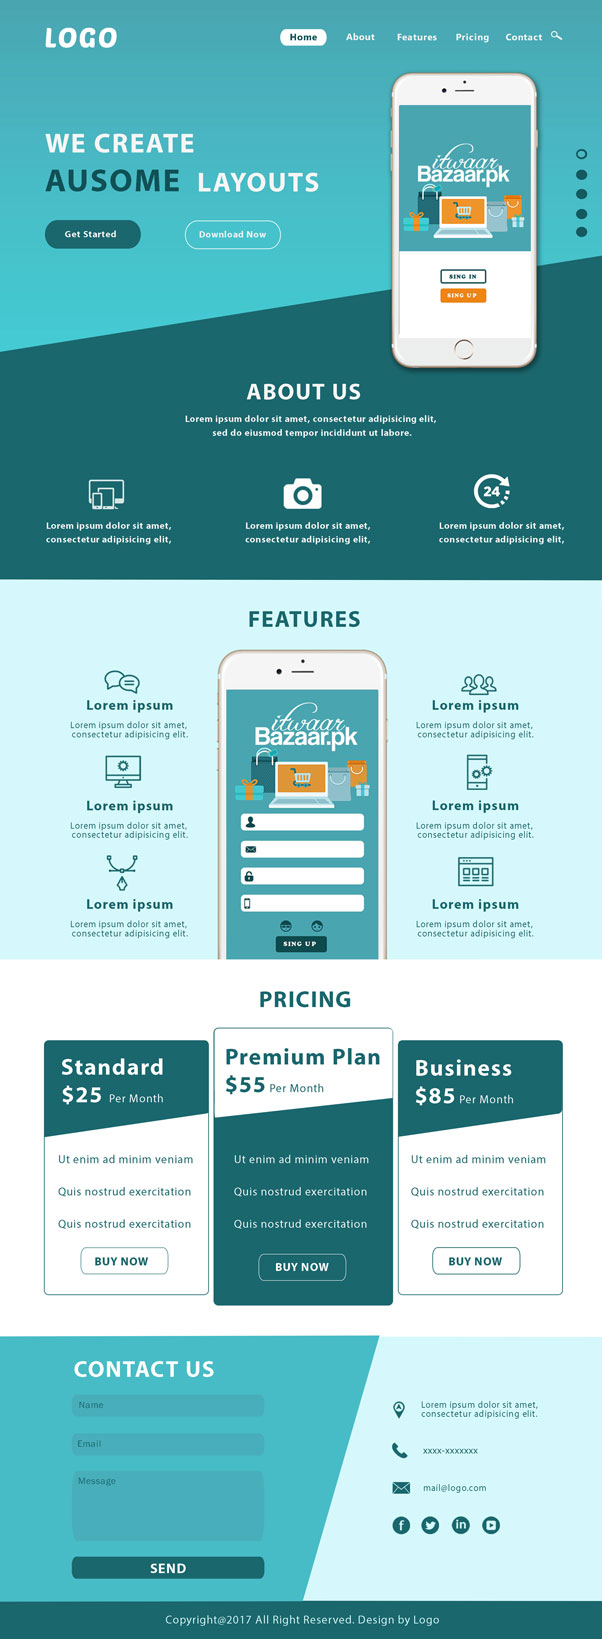 LOGO
Home About Features Pricing Contact
WE CREATE
AUSOME LAYOUTS
Get Started Download Now
itwaar
Bazaar.pk
SING IN
SING UP
ABOUT US
Lorem ipsum dolor sit amet, consectetur adipisicing elit,
sed do eiusmod tempor incididunt ut labore.
24
Lorem ipsum dolor sit amet,
consectetur adipisicing elit,
Lorem ipsum dolor sit amet,
consectetur adipisicing elit,
Lorem ipsum dolor sit amet,
consectetur adipisicing elit,
FEATURES
Lorem ipsum
Lorem ipsum dolor sit amet,
consectetur adipisicing elit.
Lorem ipsum
Lorem ipsum dolor sit amet,
consectetur adipisicing elit.
Lorem ipsum
Lorem ipsum dolor sit amet,
consectetur adipisicing elit.
itwaar
Bazaar.pk
SING UP
Lorem ipsum
Lorem ipsum dolor sit amet,
consectetur adipisicing elit.
Lorem ipsum
Lorem ipsum dolor sit amet,
consectetur adipisicing elit.
Lorem ipsum
Lorem ipsum dolor sit amet,
consectetur adipisicing elit.
PRICING
Standard
$25 Per Month
Ut enim ad minim veniam
Quis nostrud exercitation
Quis nostrud exercitation
BUY NOW
Premium Plan
$55 Per Month
Ut enim ad minim veniam
Quis nostrud exercitation
Quis nostrud exercitation
BUY NOW
Business
$85 Per Month
Ut enim ad minim veniam
Quis nostrud exercitation
Quis nostrud exercitation
BUY NOW
CONTACT US
Name
Email
Message
SEND
Lorem ipsum dolor sit amet,
consectetur adipisicing elit.
xxxx-xxxxxxx
mail@logo.com
f in
Copyright@2017 All Right Reserved. Design by Logo